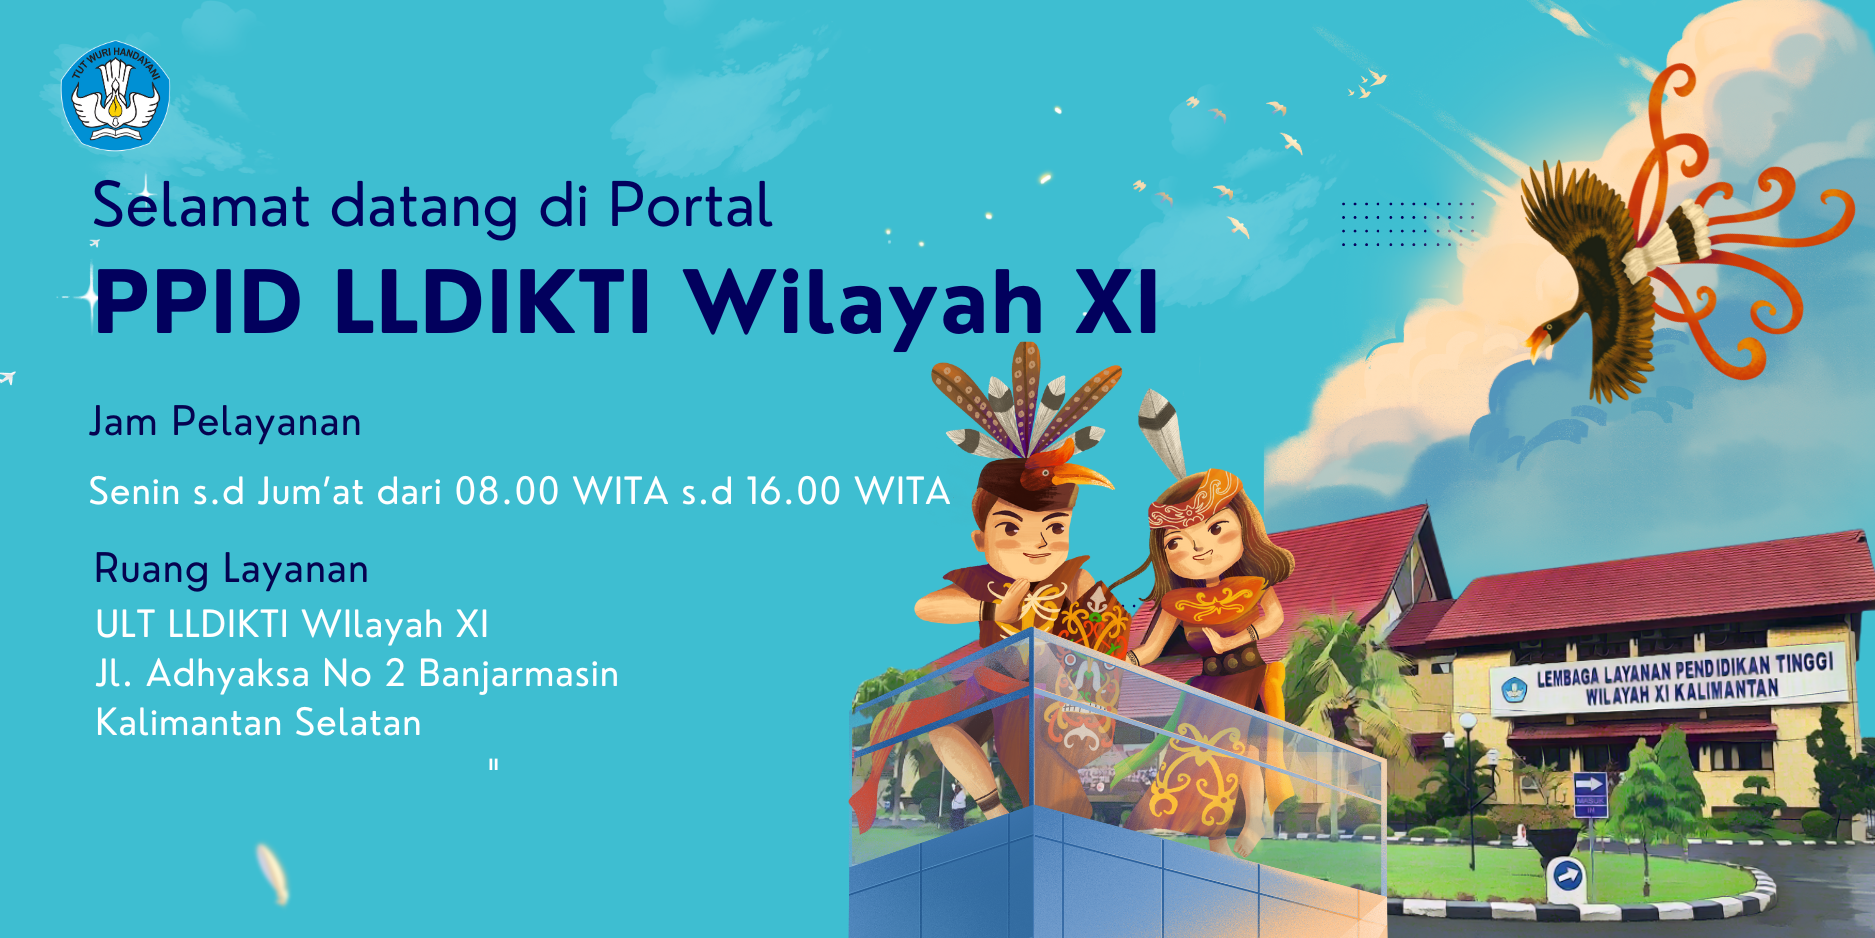 TUT WURI HANDAYANI
Selamat datang di Portal
PPID LLDIKTI Wilayah XI
Jam Pelayanan
Senin s.d Jum'at dari 08.00 WITA s.d 16.00 WITA
Ruang Layanan
ULT LLDIKTI WIlayah XI
Jl. Adhyaksa No 2 Banjarmasin
Kalimantan Selatan
"
LEMBAGA LAYANAN PENDIDIKAN TINGGI
WILAYAH XI KALIMANTAN